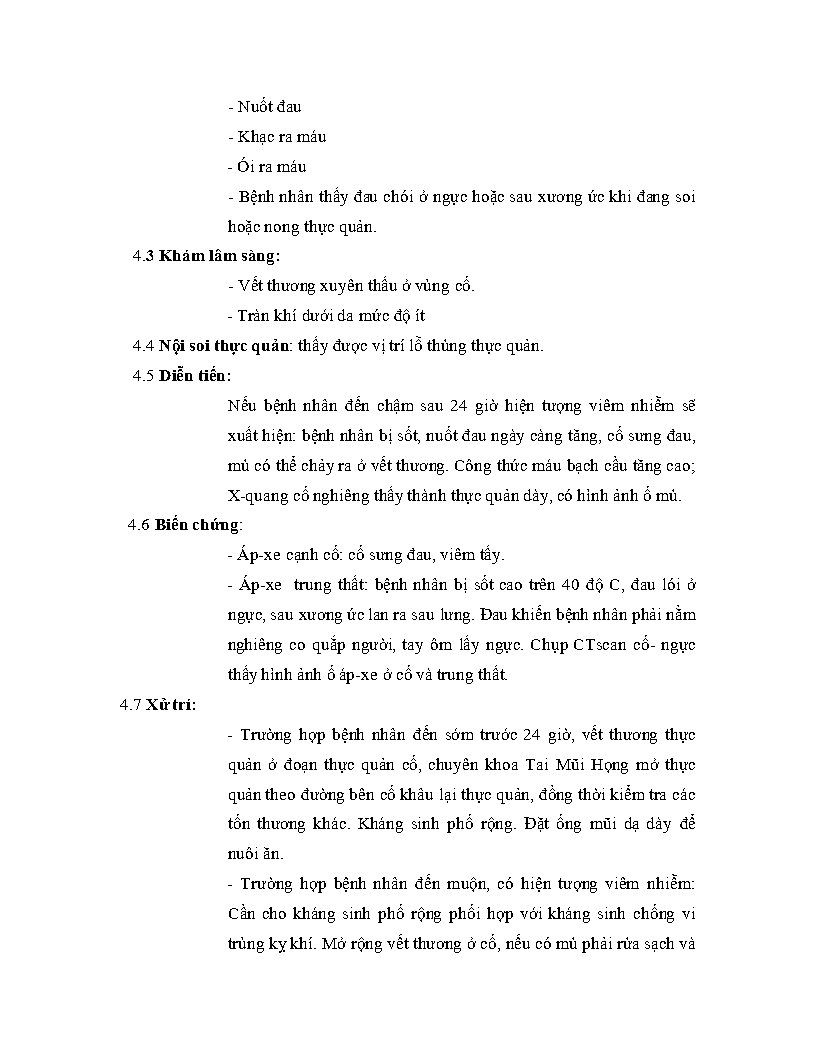 - Nuốt đau
- Khạc ra máu
- Ói ra máu
- Bệnh nhân thấy đau chói ở ngực hoặc sau xương ức khi đang soi
hoặc nong thực quản.
4.3 Khám lâm sàng:
- Vết thương xuyên thấu ở vùng cổ.
- Tràn khí dưới da mức độ ít
4.4 Nội soi thực quản: thấy được vị trí lỗ thủng thực quản.
4.5 Diễn tiến:
Nếu bệnh nhân đến chậm sau 24 giờ hiện tượng viêm nhiễm sẽ
xuất hiện: bệnh nhân bị sốt, nuốt đau ngày càng tăng, cổ sưng đau,
mủ có thể chảy ra ở vết thương. Công thức máu bạch cầu tăng cao;
X-quang cổ nghiêng thấy thành thực quản dày, có hình ảnh ổ mủ.
4.6 Biến chứng:
- Áp-xe cạnh cổ: cổ sưng đau, viêm tấy.
- Áp-xe trung thất: bệnh nhân bị sốt cao trên 40 độ C, đau lói ở
ngực, sau xương ức lan ra sau lưng. Đau khiến bệnh nhân phải nằm
nghiêng co quắp người, tay ôm lấy ngực. Chụp CTscan cổ- ngực
thấy hình ảnh ổ áp-xe ở cổ và trung thất.
4.7 Xử trí:
- Trường hợp bệnh nhân đến sớm trước 24 giờ, vết thương thực
quản ở đoạn thực quản cổ, chuyên khoa Tai Mũi Họng mở thực
quản theo đường bên cổ khâu lại thực quản, đồng thời kiểm tra các
tổn thương khác. Kháng sinh phổ rộng. Đặt ống mũi dạ dày để
nuôi ăn.
- Trường hợp bệnh nhân đến muộn, có hiện tượng viêm nhiễm:
Cần cho kháng sinh phổ rộng phối hợp với kháng sinh chống vi
trùng kỵ khí. Mở rộng vết thương ở cổ, nếu có mủ phải rửa sạch và